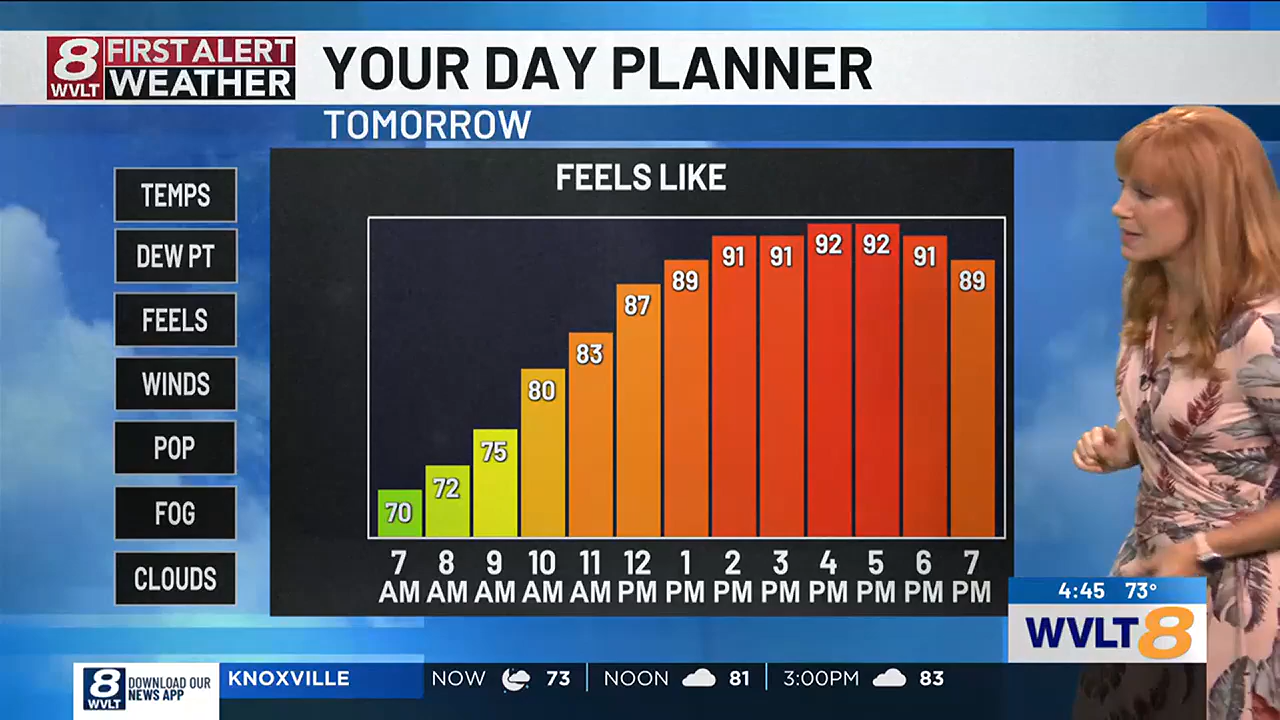 8 WVLT FIRST ALERT WEATHER
YOUR DAY PLANNER
TOMORROW
FEELS LIKE
TEMPS
DEW PT
FEELS
WINDS
POP
FOG
CLOUDS
70 72 75 80 83 87 89 91 91 92 92 91 89
7 8 9 10 11 12 1 2 3 4 5 6 7
AM AM AM AM AM PM PM PM PM PM PM PM PM
4:45 73°
WVLT 8
8 WVLT DOWNLOAD OUR NEWS APP
KNOXVILLE NOW 73 NOON 81 3:00PM 83